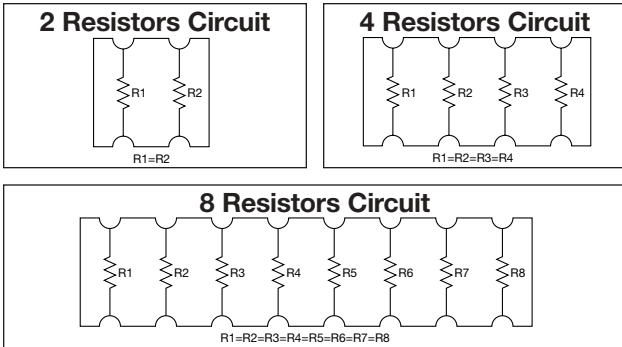 2 Resistors Circuit
R1 R2
R1=R2
4 Resistors Circuit
R1 R2 R3 R4
R1=R2=R3=R4
8 Resistors Circuit
R1 R2 R3 R4 R5 R6 R7 R8
R1=R2=R3=R4=R5=R6=R7=R8